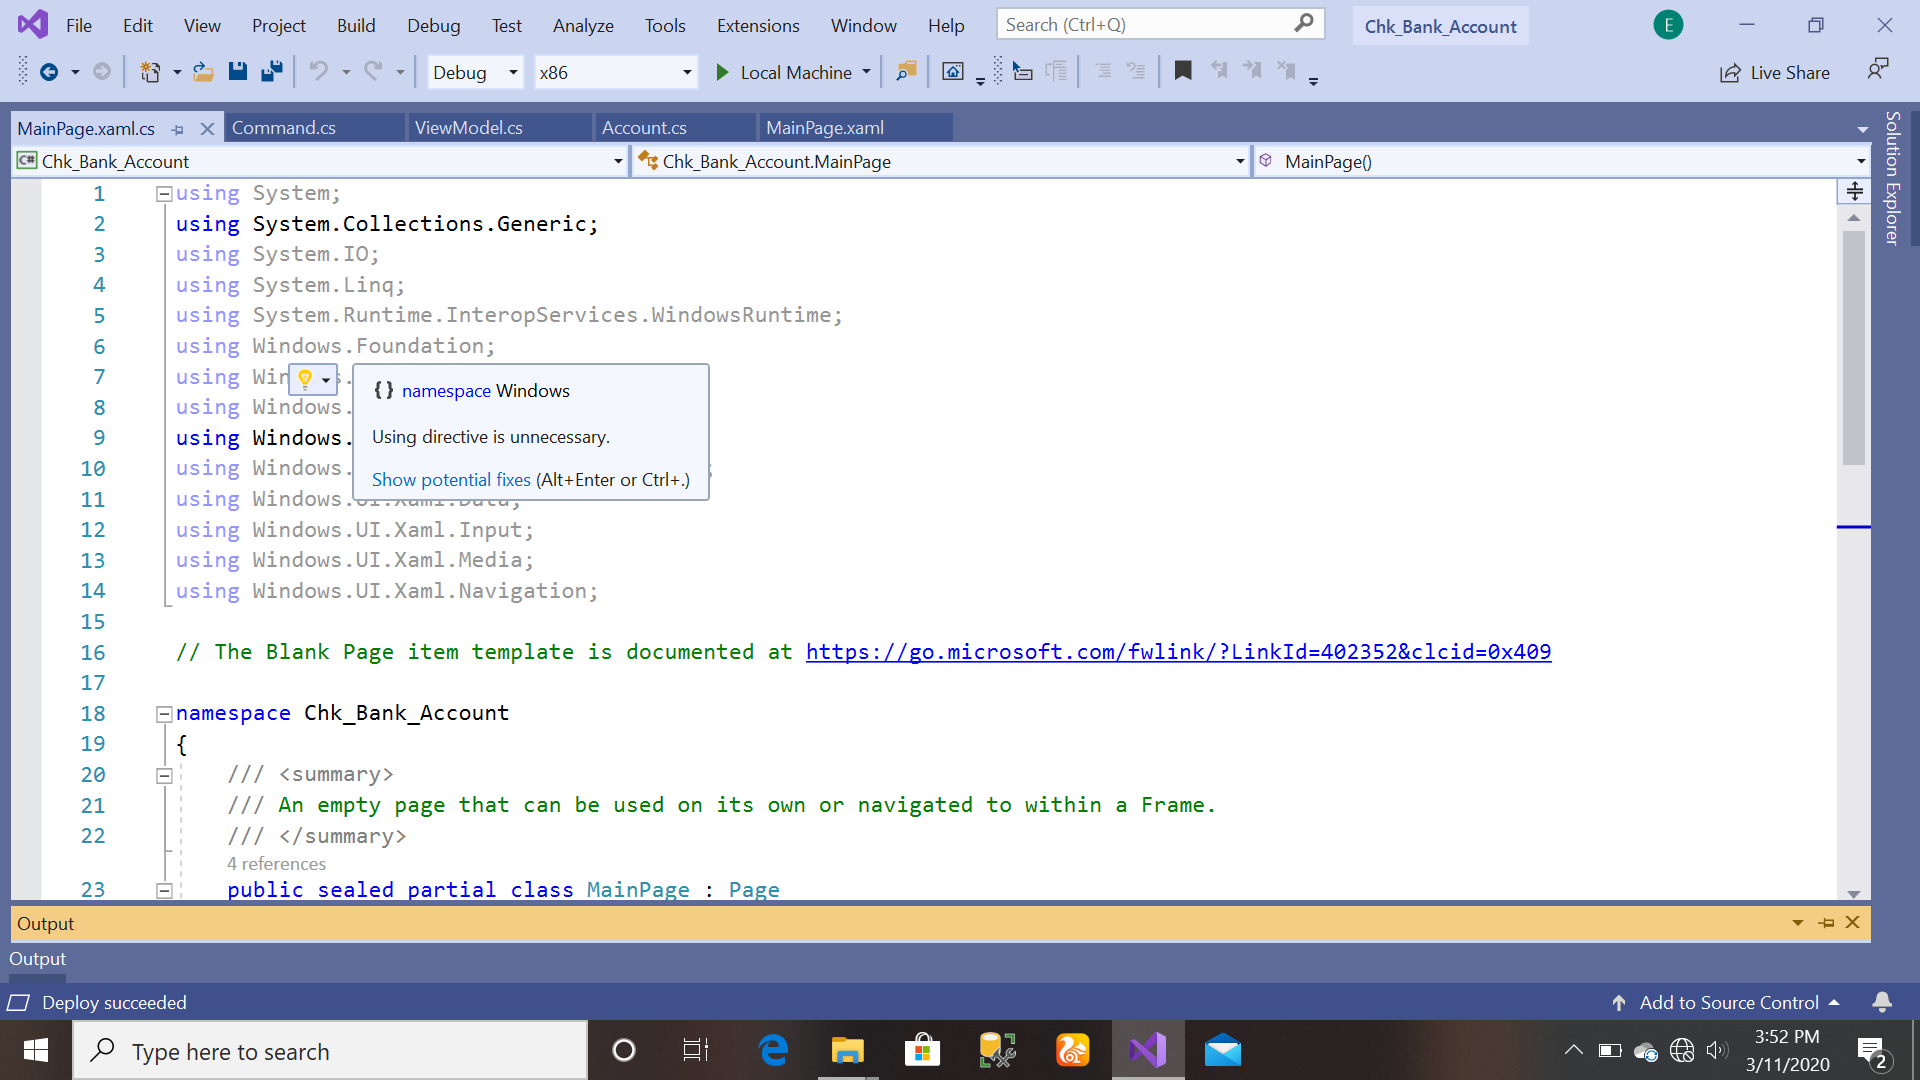 File Edit View Project Build Debug Test Analyze Tools Extensions Window Help Search (Ctrl+Q) Chk_Bank_Account E
Debug x86 Local Machine Live Share
MainPage.xaml.cs Command.cs ViewModel.cs Account.cs MainPage.xaml
C# Chk_Bank_Account Chk_Bank_Account.MainPage MainPage()
Solution Explorer
1 using System;
2 using System.Collections.Generic;
3 using System.IO;
4 using System.Linq;
5 using System.Runtime.InteropServices.WindowsRuntime;
6 using Windows.Foundation;
7 using Win s.
8 using Windows.
9 using Windows.
10 using Windows. ;
11 using Windows.UI.Xaml.Data;
12 using Windows.UI.Xaml.Input;
13 using Windows.UI.Xaml.Media;
14 using Windows.UI.Xaml.Navigation;
{} namespace Windows
Using directive is unnecessary.
Show potential fixes (Alt+Enter or Ctrl+.)
15
16 // The Blank Page item template is documented at https://go.microsoft.com/fwlink/?LinkId=402352&clcid=0x409
17
18 namespace Chk_Bank_Account
19 {
20 /// <summary>
21 /// An empty page that can be used on its own or navigated to within a Frame.
22 /// </summary>
4 references
23 public sealed partial class MainPage : Page
Output
Output
Deploy succeeded Add to Source Control
Type here to search 3:52 PM
3/11/2020 2